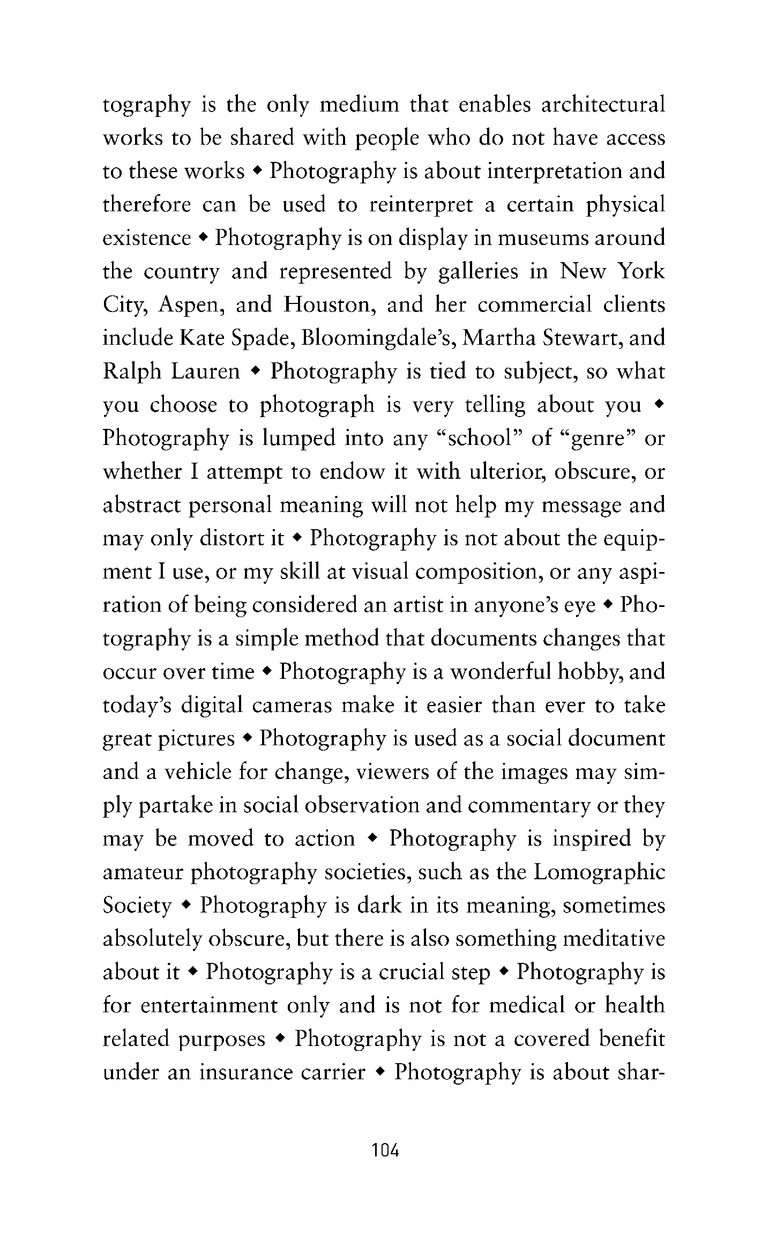 tography is the only medium that enables architectural
works to be shared with people who do not have access
to these works ◆ Photography is about interpretation and
therefore can be used to reinterpret a certain physical
existence ◆ Photography is on display in museums around
the country and represented by galleries in New York
City, Aspen, and Houston, and her commercial clients
include Kate Spade, Bloomingdale’s, Martha Stewart, and
Ralph Lauren ◆ Photography is tied to subject, so what
you choose to photograph is very telling about you ◆
Photography is lumped into any “school” of “genre” or
whether I attempt to endow it with ulterior, obscure, or
abstract personal meaning will not help my message and
may only distort it ◆ Photography is not about the equip-
ment I use, or my skill at visual composition, or any aspi-
ration of being considered an artist in anyone’s eye ◆ Pho-
tography is a simple method that documents changes that
occur over time ◆ Photography is a wonderful hobby, and
today’s digital cameras make it easier than ever to take
great pictures ◆ Photography is used as a social document
and a vehicle for change, viewers of the images may sim-
ply partake in social observation and commentary or they
may be moved to action ◆ Photography is inspired by
amateur photography societies, such as the Lomographic
Society ◆ Photography is dark in its meaning, sometimes
absolutely obscure, but there is also something meditative
about it ◆ Photography is a crucial step ◆ Photography is
for entertainment only and is not for medical or health
related purposes ◆ Photography is not a covered benefit
under an insurance carrier ◆ Photography is about shar-
104